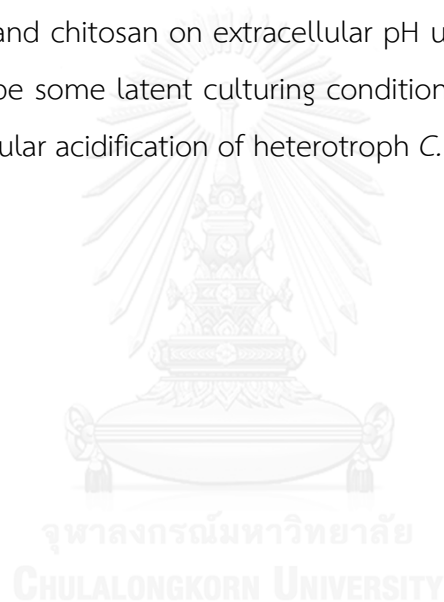 and chitosan on extracellular pH u
be some latent culturing condition
ular acidification of heterotroph C.
จุฬาลงกรณ์มหาวิทยาลัย
CHULALONGKORN UNIVERSITY